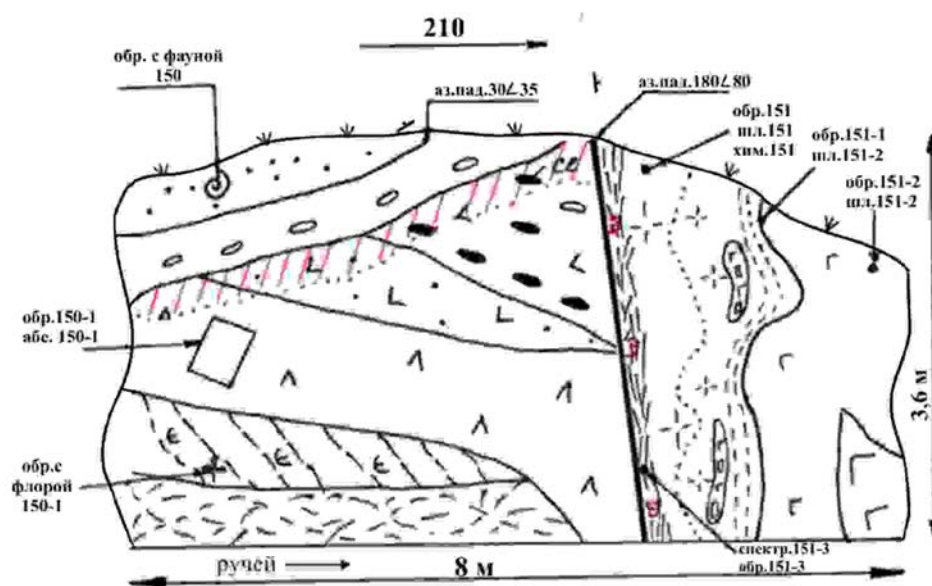 210
обр. с фауной
150
аз.пад.30∠35
аз.пад.180∠80
обр.151
шл.151
хим.151
обр.151-1
шл.151-2
обр.151-2
шл.151-2
обр.150-1
абс. 150-1
3,6 м
обр.с
флорой
150-1
спектр.151-3
обр.151-3
ручей
8 м